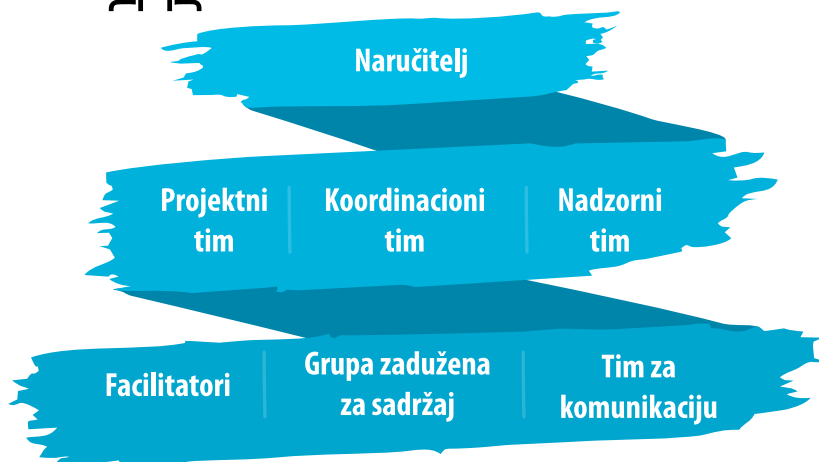 Naručitelj
Projektni
tim
Koordinacioni
tim
Nadzorni
tim
Facilitatori
Grupa zadužena
za sadržaj
Tim za
komunikaciju